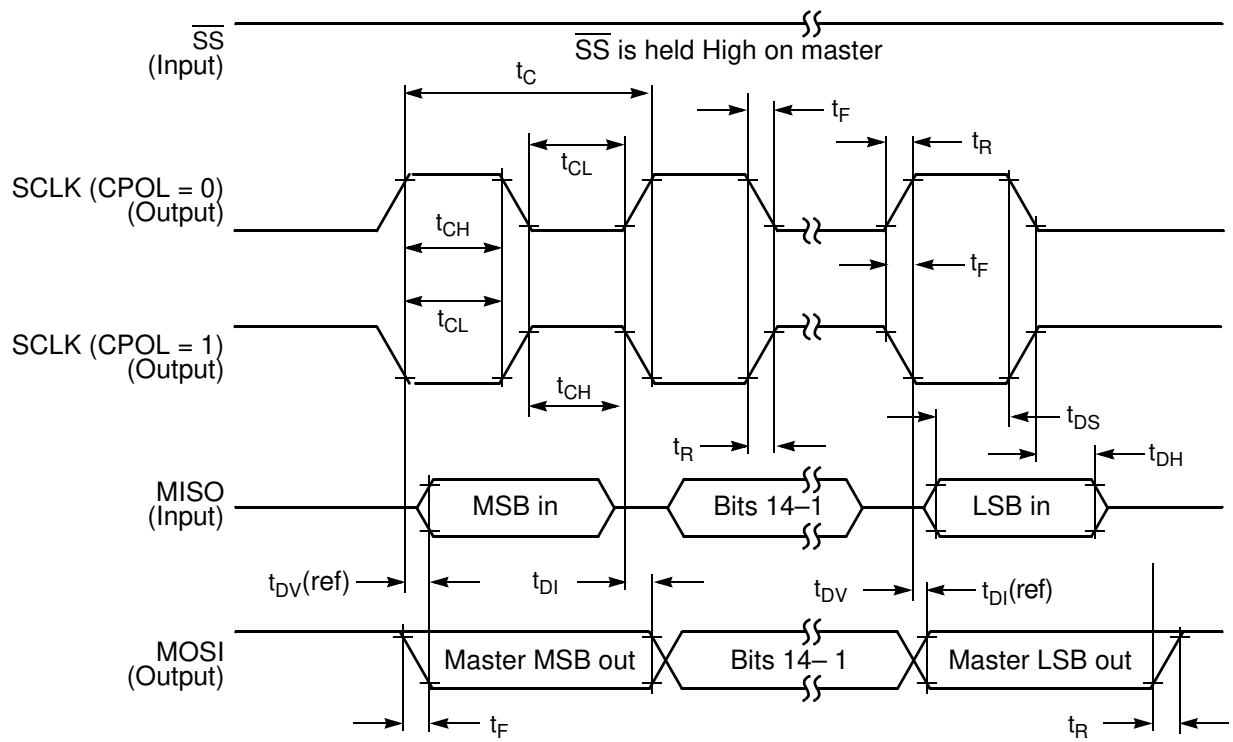 SS
(Input)
SS is held High on master
tC
tF
tR
tCL
SCLK (CPOL = 0)
(Output)
tCH
tF
tCL
SCLK (CPOL = 1)
(Output)
tCH
tDS
tR
tDH
MISO
(Input)
MSB in
Bits 14–1
LSB in
tDV(ref)
tDI
tDV
tDI(ref)
MOSI
(Output)
Master MSB out
Bits 14– 1
Master LSB out
tF
tR